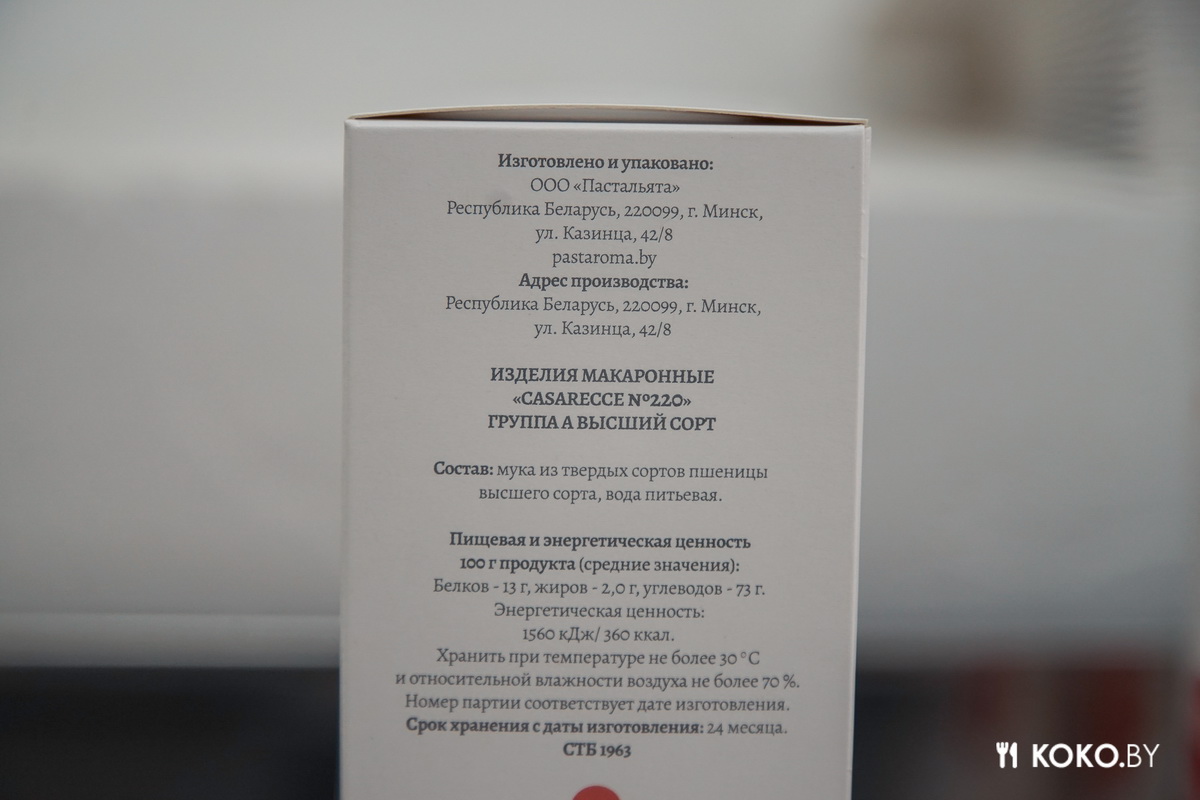 Изготовлено и упаковано:
ООО «Пастальята»
Республика Беларусь, 220099, г. Минск,
ул. Казинца, 42/8
pastaroma.by
Адрес производства:
Республика Беларусь, 220099, г. Минск,
ул. Казинца, 42/8
ИЗДЕЛИЯ МАКАРОННЫЕ
«CASARECCE №220»
ГРУППА А ВЫСШИЙ СОРТ
Состав: мука из твердых сортов пшеницы
высшего сорта, вода питьевая.
Пищевая и энергетическая ценность
100 г продукта (средние значения):
Белков - 13 г, жиров - 2,0 г, углеводов - 73 г.
Энергетическая ценность:
1560 кДж/ 360 ккал.
Хранить при температуре не более 30 °С
и относительной влажности воздуха не более 70 %.
Номер партии соответствует дате изготовления.
Срок хранения с даты изготовления: 24 месяца.
СТБ 1963
KOKO.BY